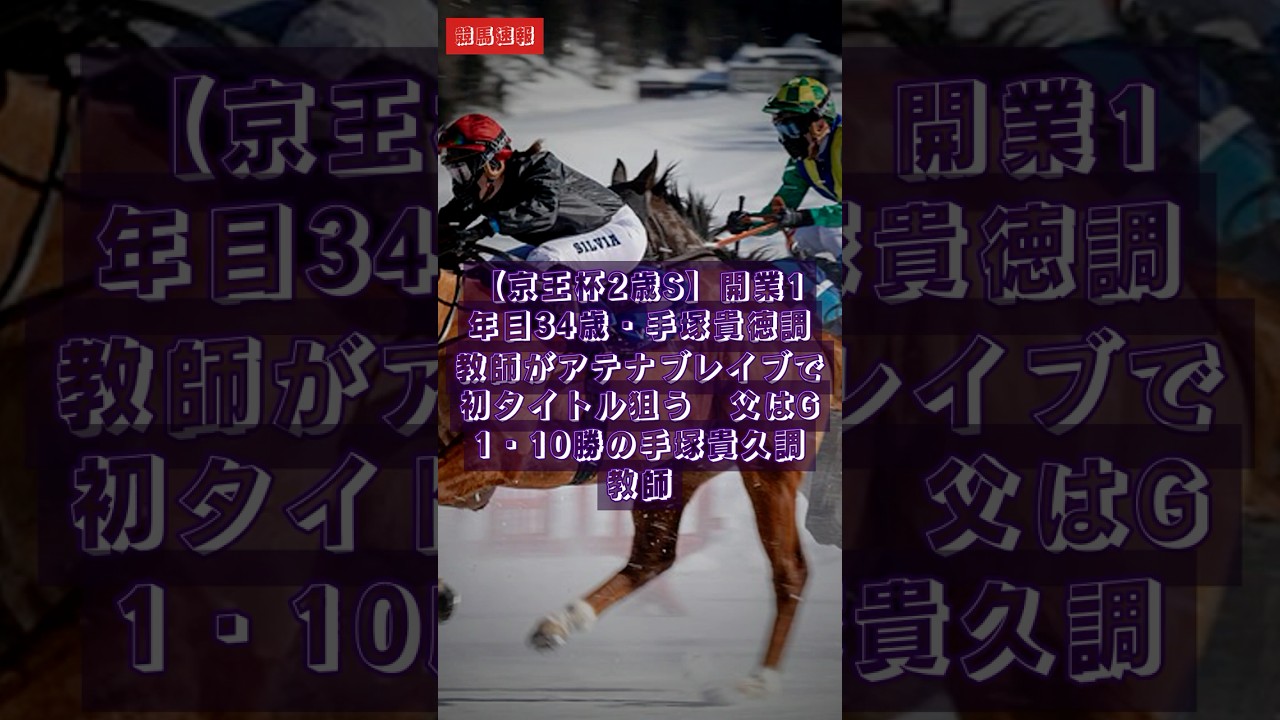 競馬速報
SILVIA
【京王杯2歳S】開業1
年目34歳・手塚貴徳調
教師がアテナブレイブで
初タイトル狙う　父はG
1・10勝の手塚貴久調
教師